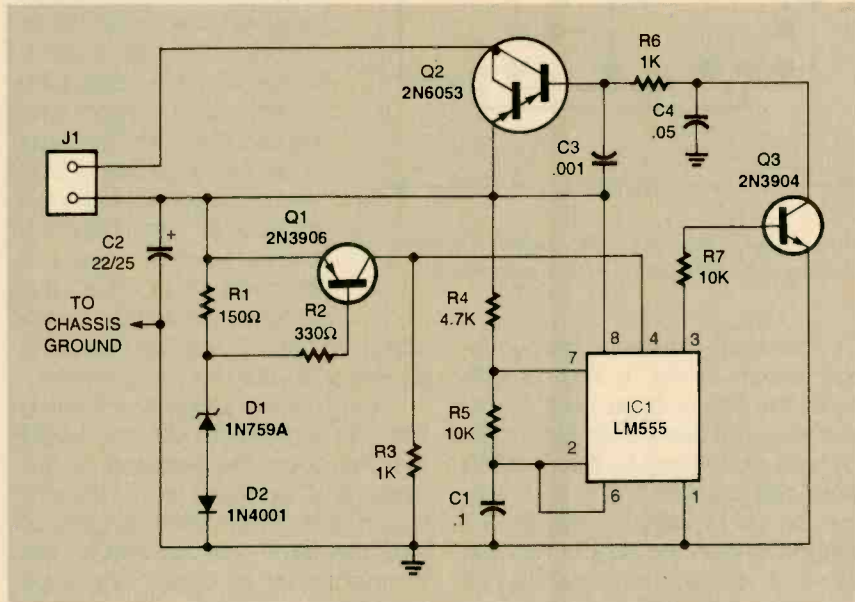 R6
1K
Q2
2N6053
C4
.05
J1
C3
.001
Q3
2N3904
Q1
2N3906
C2
22/25
+
R7
10K
R1
150Ω
R2
330Ω
R4
4.7K
TO
CHASSIS
GROUND
8
4
3
7
IC1
LM555
D1
1N759A
R5
10K
R3
1K
2
D2
1N4001
C1
.1
6
1